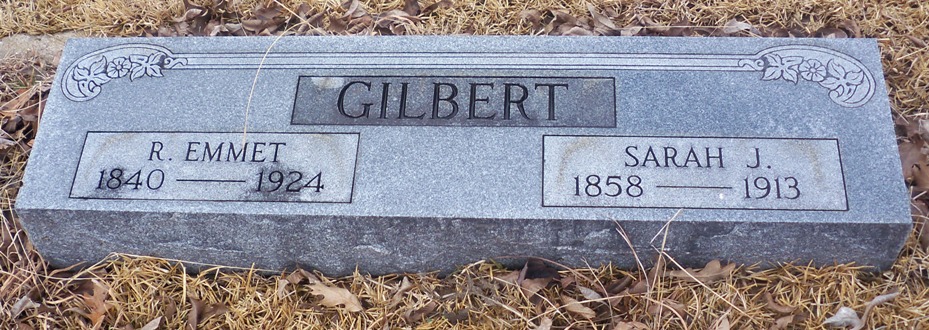 GILBERT
R. EMMET
1840 — 1924
SARAH J.
1858 — 1913